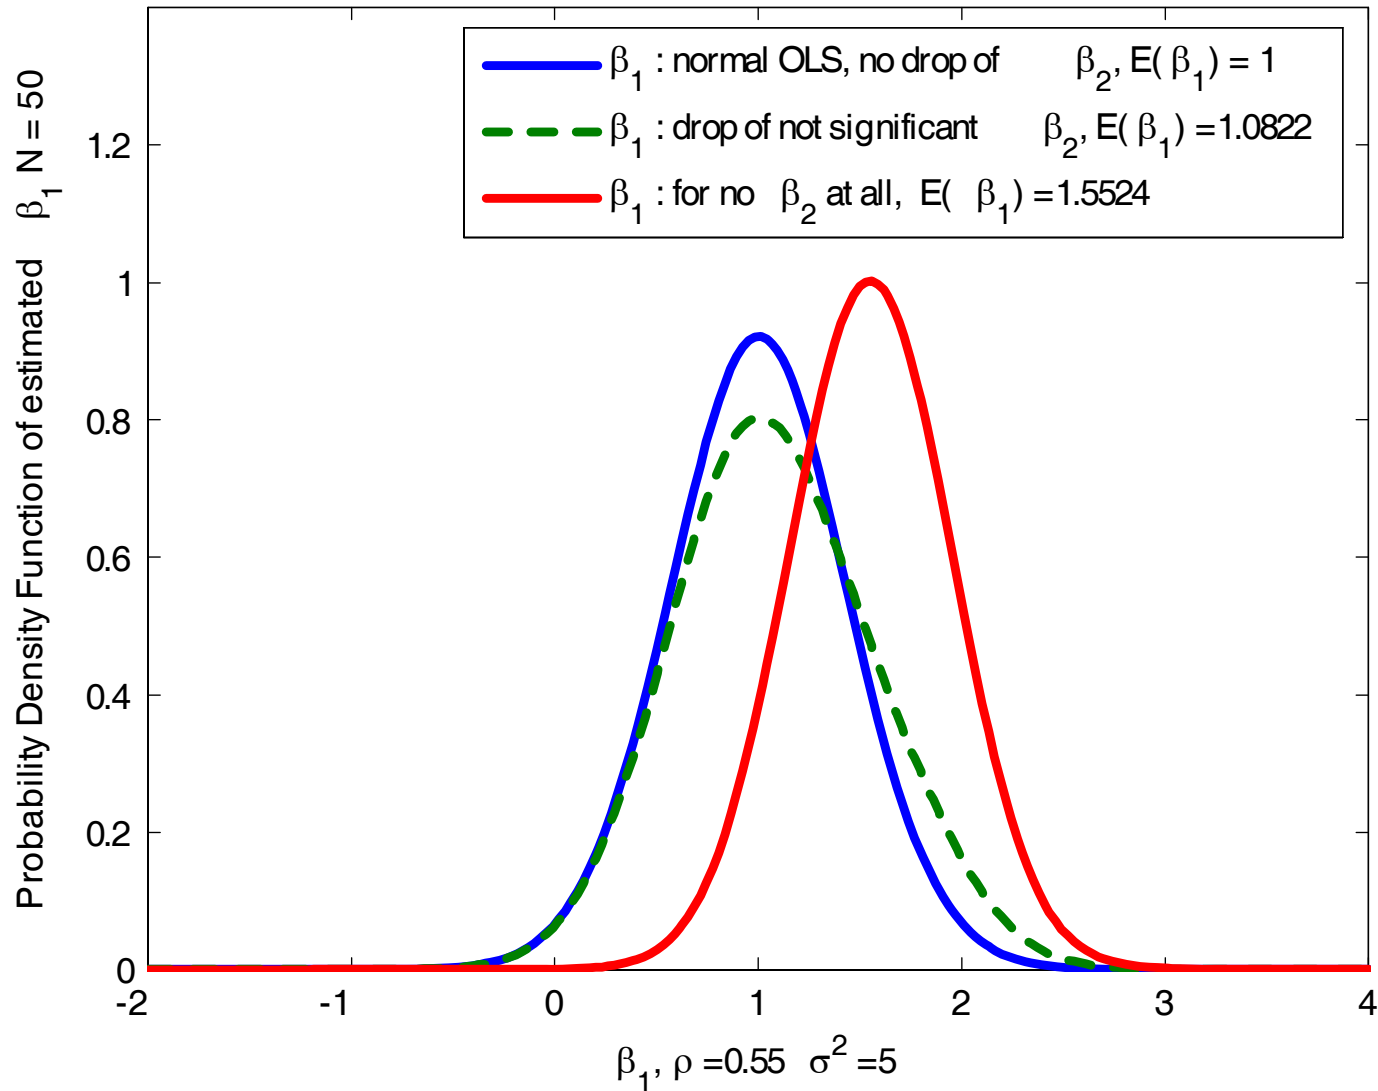 β₁ : normal OLS, no drop of β₂, E( β₁) = 1
β₁ : drop of not significant β₂, E( β₁) =1.0822
β₁ : for no β₂ at all, E( β₁) =1.5524
Probability Density Function of estimated β₁ N = 50
1.2
1
0.8
0.6
0.4
0.2
0
-2 -1 0 1 2 3 4
β₁, ρ =0.55 σ² =5